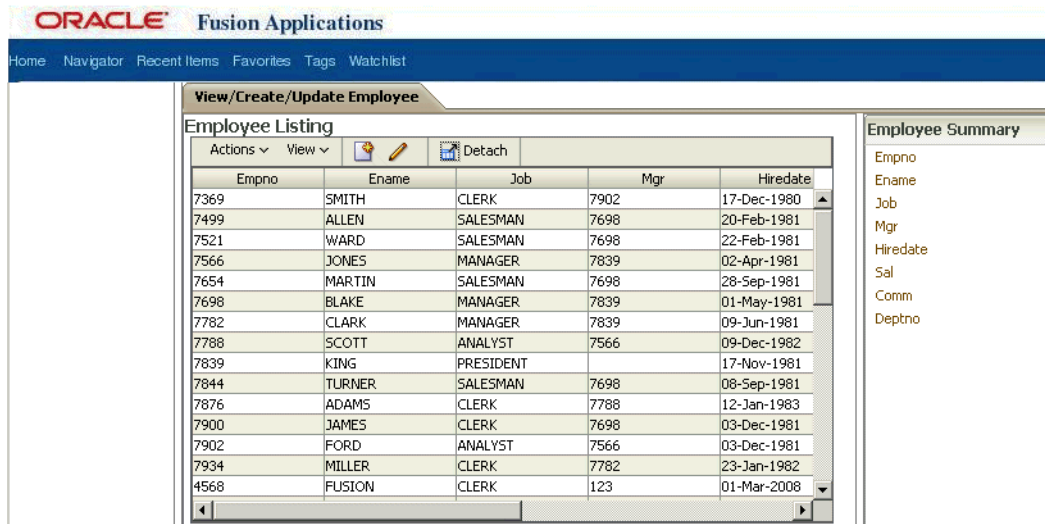 ORACLE Fusion Applications
Home Navigator Recent Items Favorites Tags Watchlist
View/Create/Update Employee
Employee Listing
Actions View Detach
Empno Ename Job Mgr Hiredate
7369 SMITH CLERK 7902 17-Dec-1980
7499 ALLEN SALESMAN 7698 20-Feb-1981
7521 WARD SALESMAN 7698 22-Feb-1981
7566 JONES MANAGER 7839 02-Apr-1981
7654 MARTIN SALESMAN 7698 28-Sep-1981
7698 BLAKE MANAGER 7839 01-May-1981
7782 CLARK MANAGER 7839 09-Jun-1981
7788 SCOTT ANALYST 7566 09-Dec-1982
7839 KING PRESIDENT 17-Nov-1981
7844 TURNER SALESMAN 7698 08-Sep-1981
7876 ADAMS CLERK 7788 12-Jan-1983
7900 JAMES CLERK 7698 03-Dec-1981
7902 FORD ANALYST 7566 03-Dec-1981
7934 MILLER CLERK 7782 23-Jan-1982
4568 FUSION CLERK 123 01-Mar-2008
Employee Summary
Empno
Ename
Job
Mgr
Hiredate
Sal
Comm
Deptno